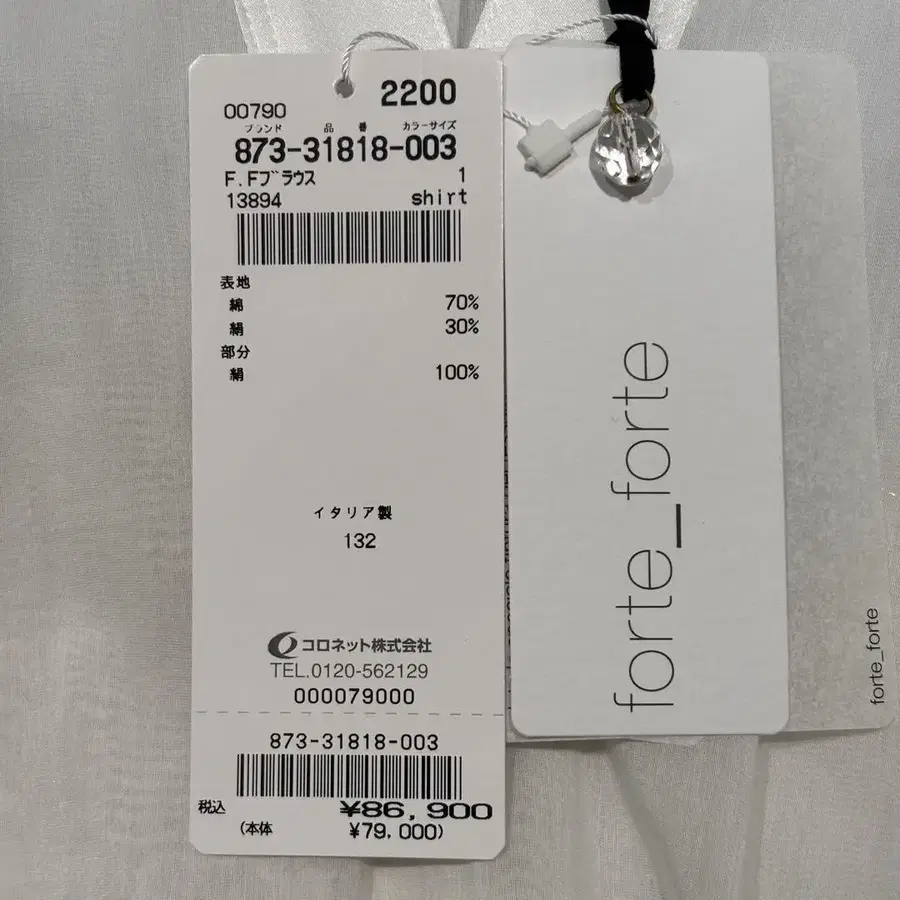 2200
00790
ブランド 品番 カラーサイズ
873-31818-003
F.Fブラウス 1
13894 shirt
表地
綿 70%
絹 30%
部分
絹 100%
イタリア製
132
コロネット株式会社
TEL.0120-562129
000079000
873-31818-003
税込 ¥86,900
(本体 ¥79,000)
forte_forte
forte_forte